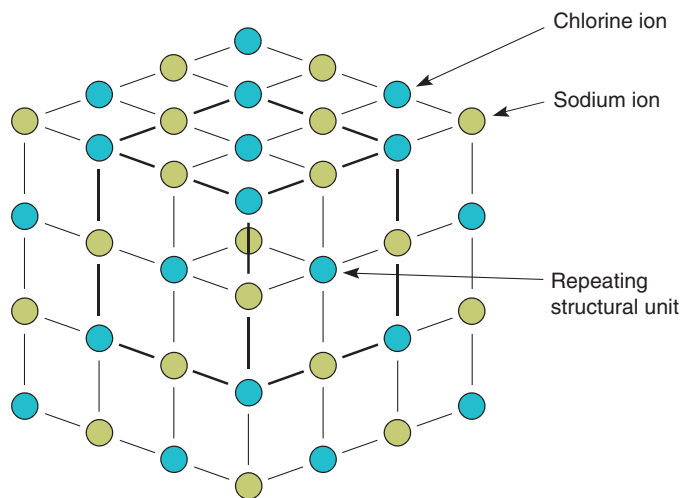 Chlorine ion
Sodium ion
Repeating
structural unit